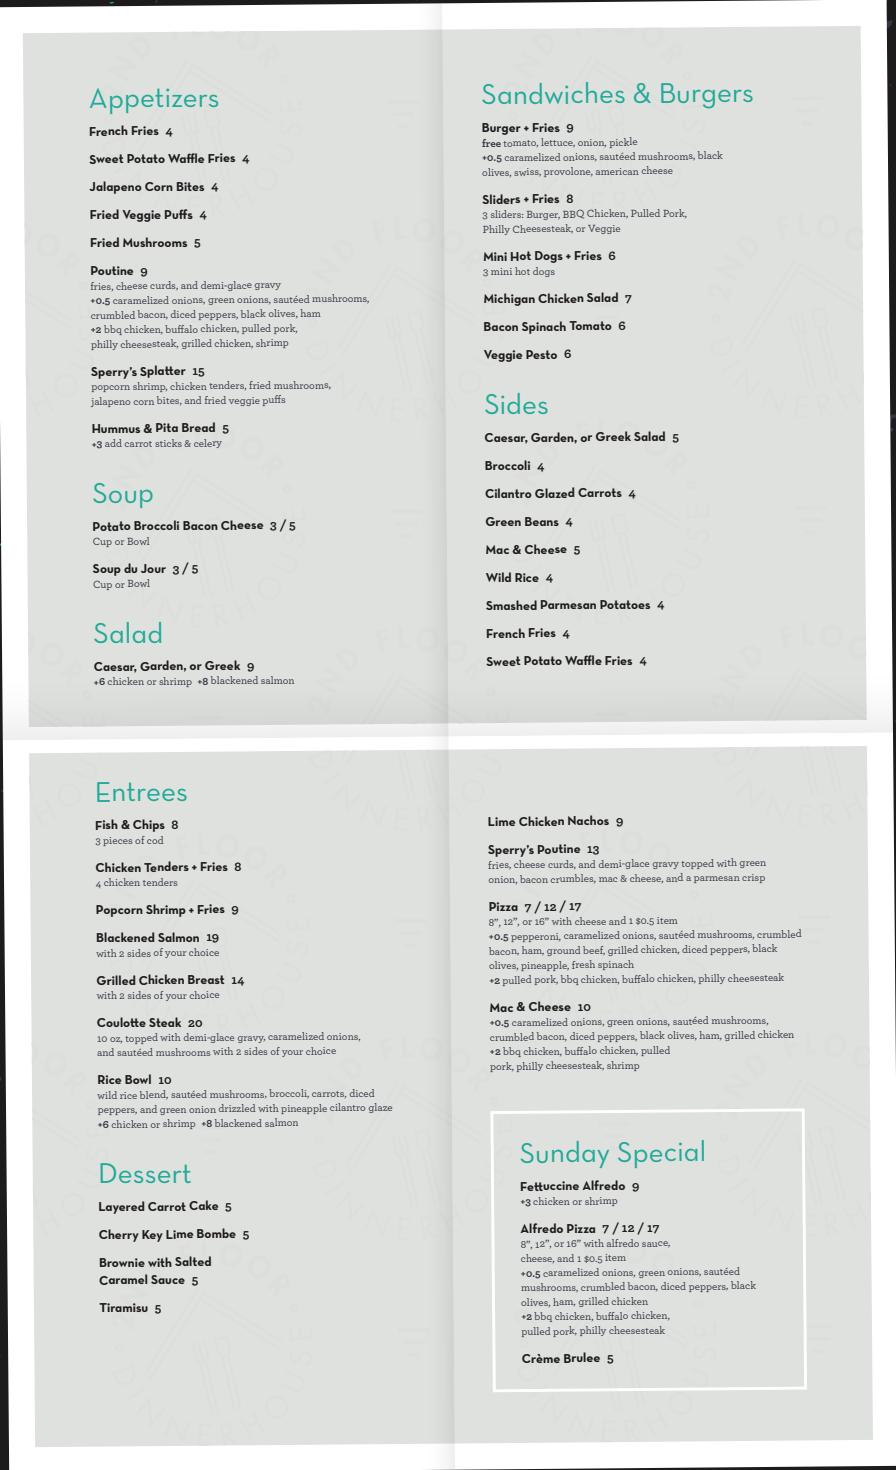 Appetizers
French Fries 4
Sweet Potato Waffle Fries 4
Jalapeno Corn Bites 4
Fried Veggie Puffs 4
Fried Mushrooms 5
Poutine 9
fries, cheese curds, and demi-glace gravy
+0.5 caramelized onions, green onions, sautéed mushrooms,
crumbled bacon, diced peppers, black olives, ham
+2 bbq chicken, buffalo chicken, pulled pork,
philly cheesesteak, grilled chicken, shrimp
Sperry's Splatter 15
popcorn shrimp, chicken tenders, fried mushrooms,
jalapeno corn bites, and fried veggie puffs
Hummus & Pita Bread 5
+3 add carrot sticks & celery
Soup
Potato Broccoli Bacon Cheese 3 / 5
Cup or Bowl
Soup du Jour 3 / 5
Cup or Bowl
Salad
Caesar, Garden, or Greek 9
+6 chicken or shrimp +8 blackened salmon
Sandwiches & Burgers
Burger + Fries 9
free tomato, lettuce, onion, pickle
+0.5 caramelized onions, sautéed mushrooms, black
olives, swiss, provolone, american cheese
Sliders + Fries 8
3 sliders: Burger, BBQ Chicken, Pulled Pork,
Philly Cheesesteak, or Veggie
Mini Hot Dogs + Fries 6
3 mini hot dogs
Michigan Chicken Salad 7
Bacon Spinach Tomato 6
Veggie Pesto 6
Sides
Caesar, Garden, or Greek Salad 5
Broccoli 4
Cilantro Glazed Carrots 4
Green Beans 4
Mac & Cheese 5
Wild Rice 4
Smashed Parmesan Potatoes 4
French Fries 4
Sweet Potato Waffle Fries 4
Entrees
Fish & Chips 8
3 pieces of cod
Chicken Tenders + Fries 8
4 chicken tenders
Popcorn Shrimp + Fries 9
Blackened Salmon 19
with 2 sides of your choice
Grilled Chicken Breast 14
with 2 sides of your choice
Coulotte Steak 20
10 oz, topped with demi-glace gravy, caramelized onions,
and sautéed mushrooms with 2 sides of your choice
Rice Bowl 10
wild rice blend, sautéed mushrooms, broccoli, carrots, diced
peppers, and green onion drizzled with pineapple cilantro glaze
+6 chicken or shrimp +8 blackened salmon
Dessert
Layered Carrot Cake 5
Cherry Key Lime Bombe 5
Brownie with Salted
Caramel Sauce 5
Tiramisu 5
Lime Chicken Nachos 9
Sperry's Poutine 13
fries, cheese curds, and demi-glace gravy topped with green
onion, bacon crumbles, mac & cheese, and a parmesan crisp
Pizza 7 / 12 / 17
8", 12", or 16" with cheese and 1 $0.5 item
+0.5 pepperoni, caramelized onions, sautéed mushrooms, crumbled
bacon, ham, ground beef, grilled chicken, diced peppers, black
olives, pineapple, fresh spinach
+2 pulled pork, bbq chicken, buffalo chicken, philly cheesesteak
Mac & Cheese 10
+0.5 caramelized onions, green onions, sautéed mushrooms,
crumbled bacon, diced peppers, black olives, ham, grilled chicken
+2 bbq chicken, buffalo chicken, pulled
pork, philly cheesesteak, shrimp
Sunday Special
Fettuccine Alfredo 9
+3 chicken or shrimp
Alfredo Pizza 7 / 12 / 17
8", 12", or 16" with alfredo sauce,
cheese, and 1 $0.5 item
+0.5 caramelized onions, green onions, sautéed
mushrooms, crumbled bacon, diced peppers, black
olives, ham, grilled chicken
+2 bbq chicken, buffalo chicken,
pulled pork, philly cheesesteak
Crème Brulee 5